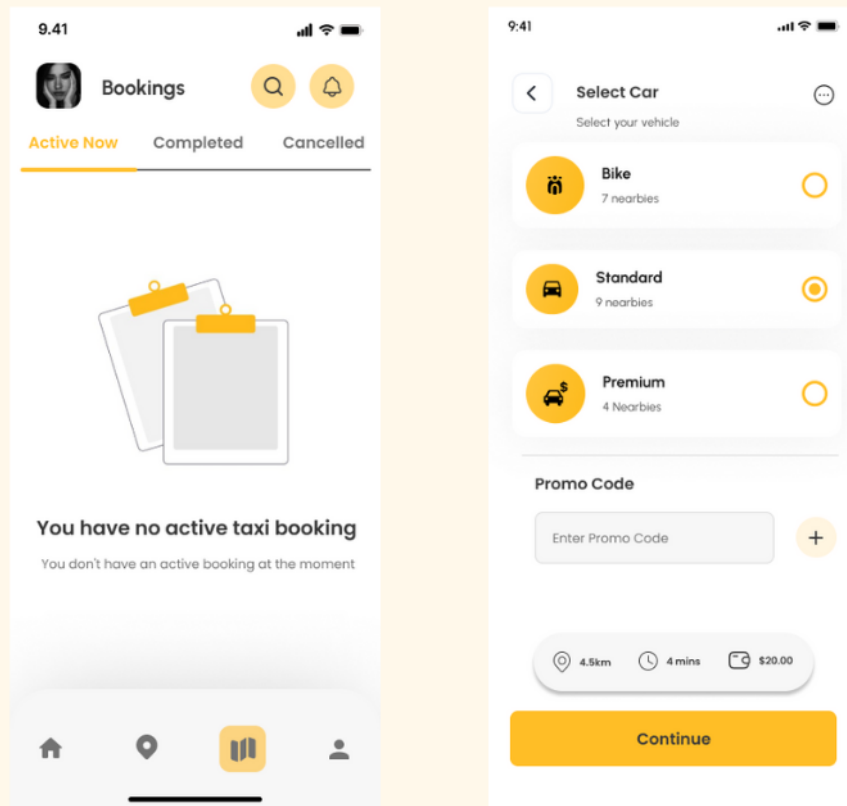 9.41
Bookings
Active Now Completed Cancelled
You have no active taxi booking
You don't have an active booking at the moment
9:41
Select Car
Select your vehicle
Bike
7 nearbies
Standard
9 nearbies
$
Premium
4 Nearbies
Promo Code
Enter Promo Code +
4.5km 4 mins $20.00
Continue